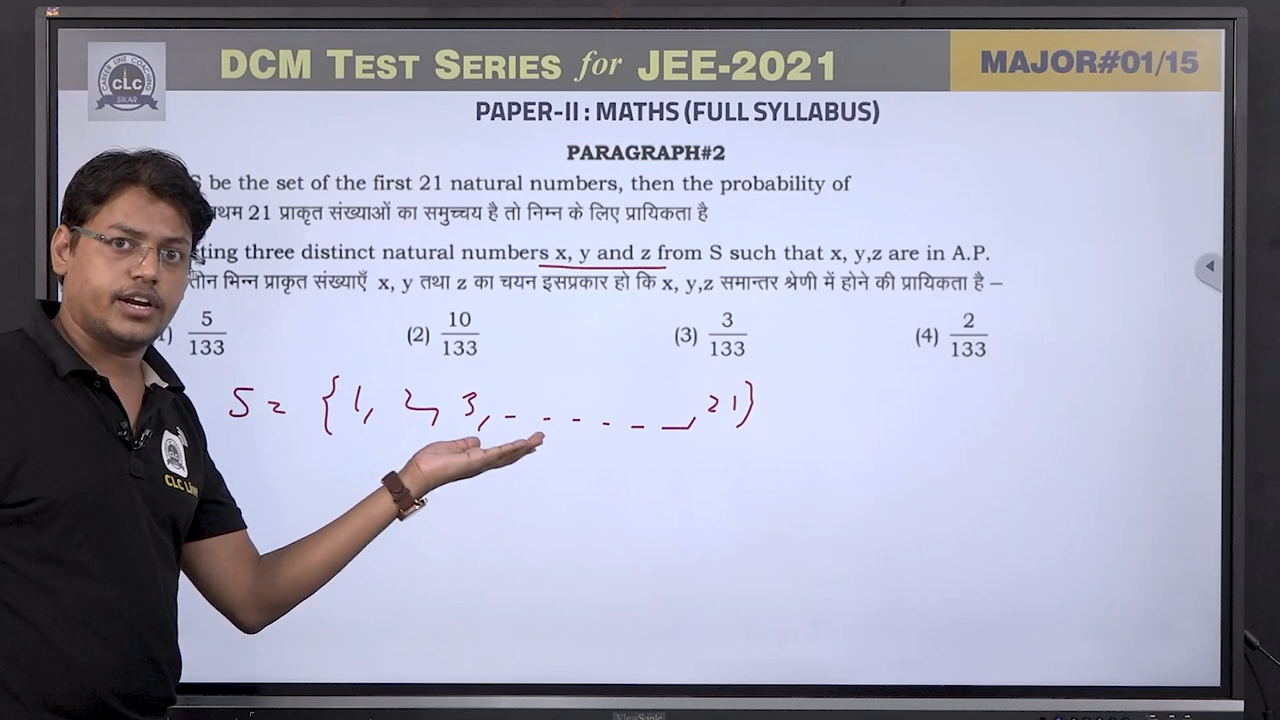 DCM TEST SERIES for JEE-2021
MAJOR#01/15
CAREER LINE COACHING
CLC
SIKAR
PAPER-II : MATHS (FULL SYLLABUS)
PARAGRAPH#2
S be the set of the first 21 natural numbers, then the probability of
21 प्राकृत संख्याओं का समुच्चय है तो निम्न के लिए प्रायिकता है
three distinct natural numbers x, y and z from S such that x, y,z are in A.P.
तीन भिन्न प्राकृत संख्याएँ x, y तथा z का चयन इसप्रकार हो कि x, y,z समान्तर श्रेणी में होने की प्रायिकता है –
5/133 (2) 10/133 (3) 3/133 (4) 2/133
S = {1, 2, 3, - - - - - -, 21}
CLC Live
ViewSonic